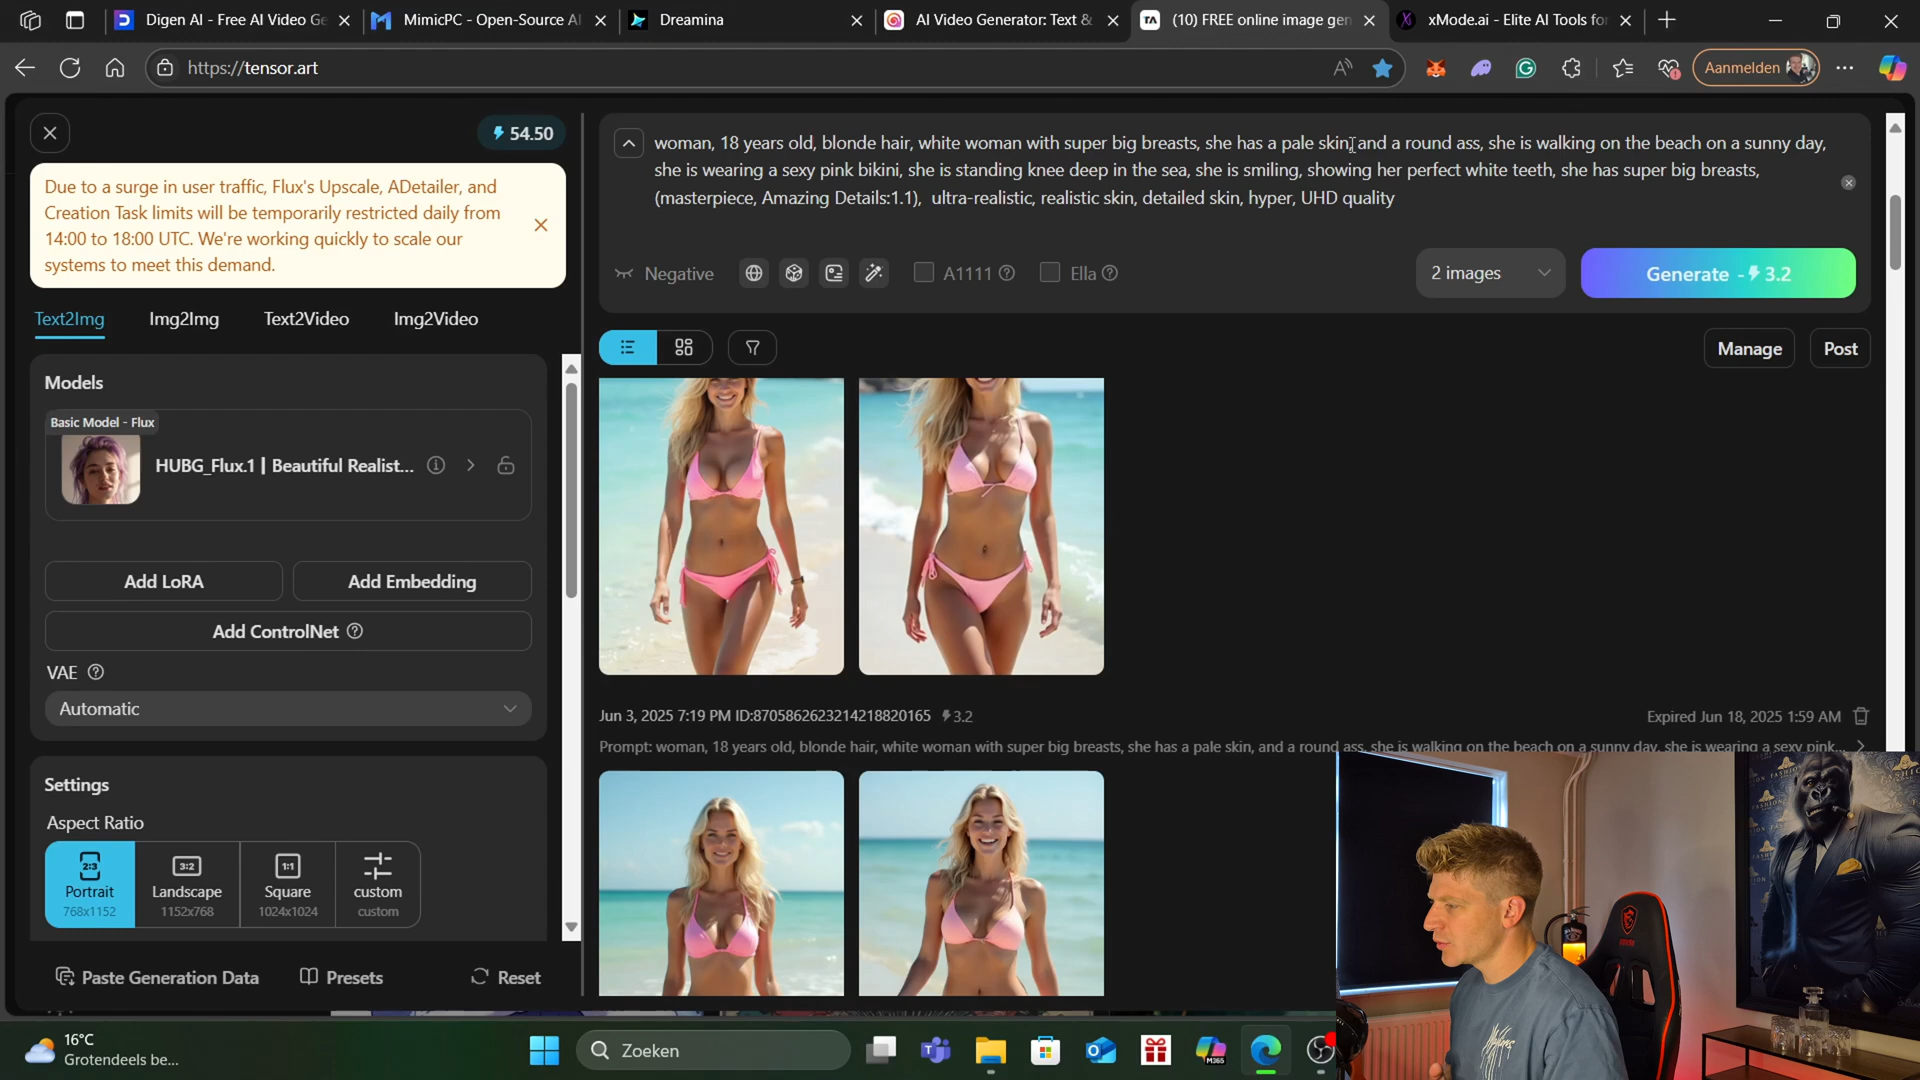 Digen AI - Free AI Video Ge
MimicPC - Open-Source AI
Dreamina
AI Video Generator: Text &
(10) FREE online image gen
xMode.ai - Elite AI Tools for
https://tensor.art
Aanmelden
54.50
Due to a surge in user traffic, Flux's Upscale, ADetailer, and
Creation Task limits will be temporarily restricted daily from
14:00 to 18:00 UTC. We're working quickly to scale our
systems to meet this demand.
Text2Img
Img2Img
Text2Video
Img2Video
Models
Basic Model - Flux
HUBG_Flux.1 | Beautiful Realist...
Add LoRA
Add Embedding
Add ControlNet
VAE
Automatic
Settings
Aspect Ratio
2:3
Portrait
768x1152
3:2
Landscape
1152x768
1:1
Square
1024x1024
custom
custom
Paste Generation Data
Presets
Reset
woman, 18 years old, blonde hair, white woman with super big breasts, she has a pale skin, and a round ass, she is walking on the beach on a sunny day,
she is wearing a sexy pink bikini, she is standing knee deep in the sea, she is smiling, showing her perfect white teeth, she has super big breasts,
(masterpiece, Amazing Details:1.1), ultra-realistic, realistic skin, detailed skin, hyper, UHD quality
Negative
A1111
Ella
2 images
Generate - 3.2
Manage
Post
Jun 3, 2025 7:19 PM ID:870586262321421882​0165 3.2
Expired Jun 18, 2025 1:59 AM
Prompt: woman, 18 years old, blonde hair, white woman with super big breasts, she has a pale skin, and a round ass, she is walking on the beach on a sunny day, she is wearing a sexy pink...
16°C
Grotendeels be...
Zoeken
M365